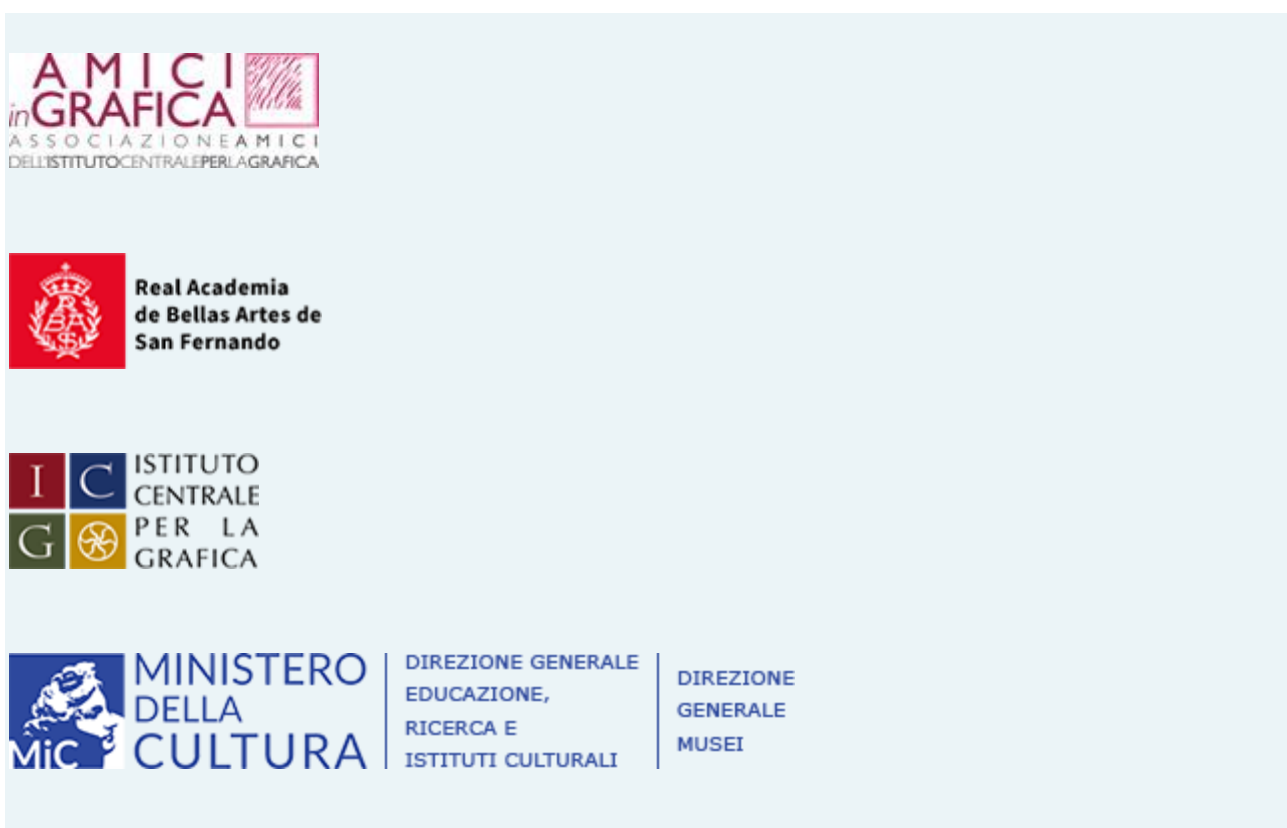 AMICI
inGRAFICA
ASSOCIAZIONEAMICI
DELL'ISTITUTOCENTRALEPERLAGRAFICA
RABASF
Real Academia
de Bellas Artes de
San Fernando
I C
G
ISTITUTO
CENTRALE
PER LA
GRAFICA
MiC
MINISTERO
DELLA
CULTURA
DIREZIONE GENERALE
EDUCAZIONE,
RICERCA E
ISTITUTI CULTURALI
DIREZIONE
GENERALE
MUSEI